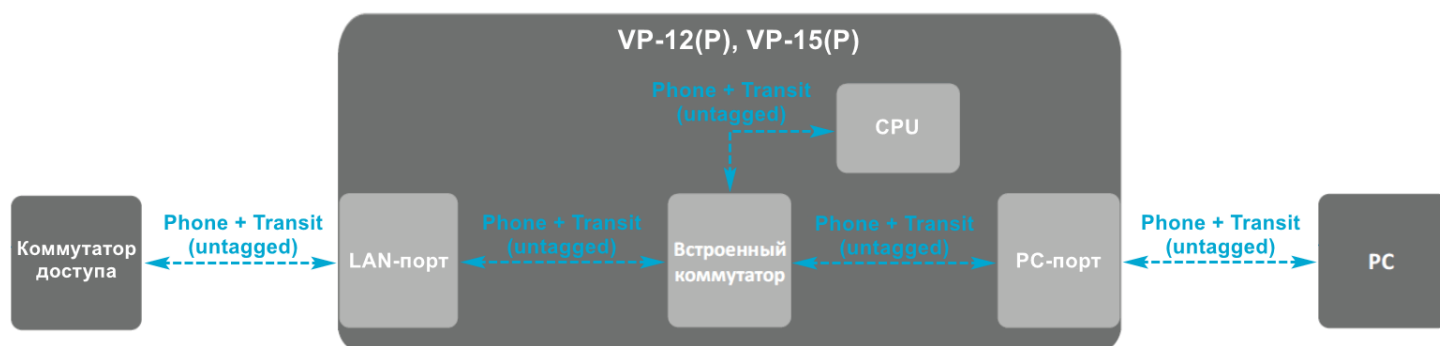 VP-12(P), VP-15(P)
Phone + Transit
(untagged)
CPU
Коммутатор
доступа
Phone + Transit
(untagged)
LAN-порт
Phone + Transit
(untagged)
Встроенный
коммутатор
Phone + Transit
(untagged)
PC-порт
Phone + Transit
(untagged)
PC